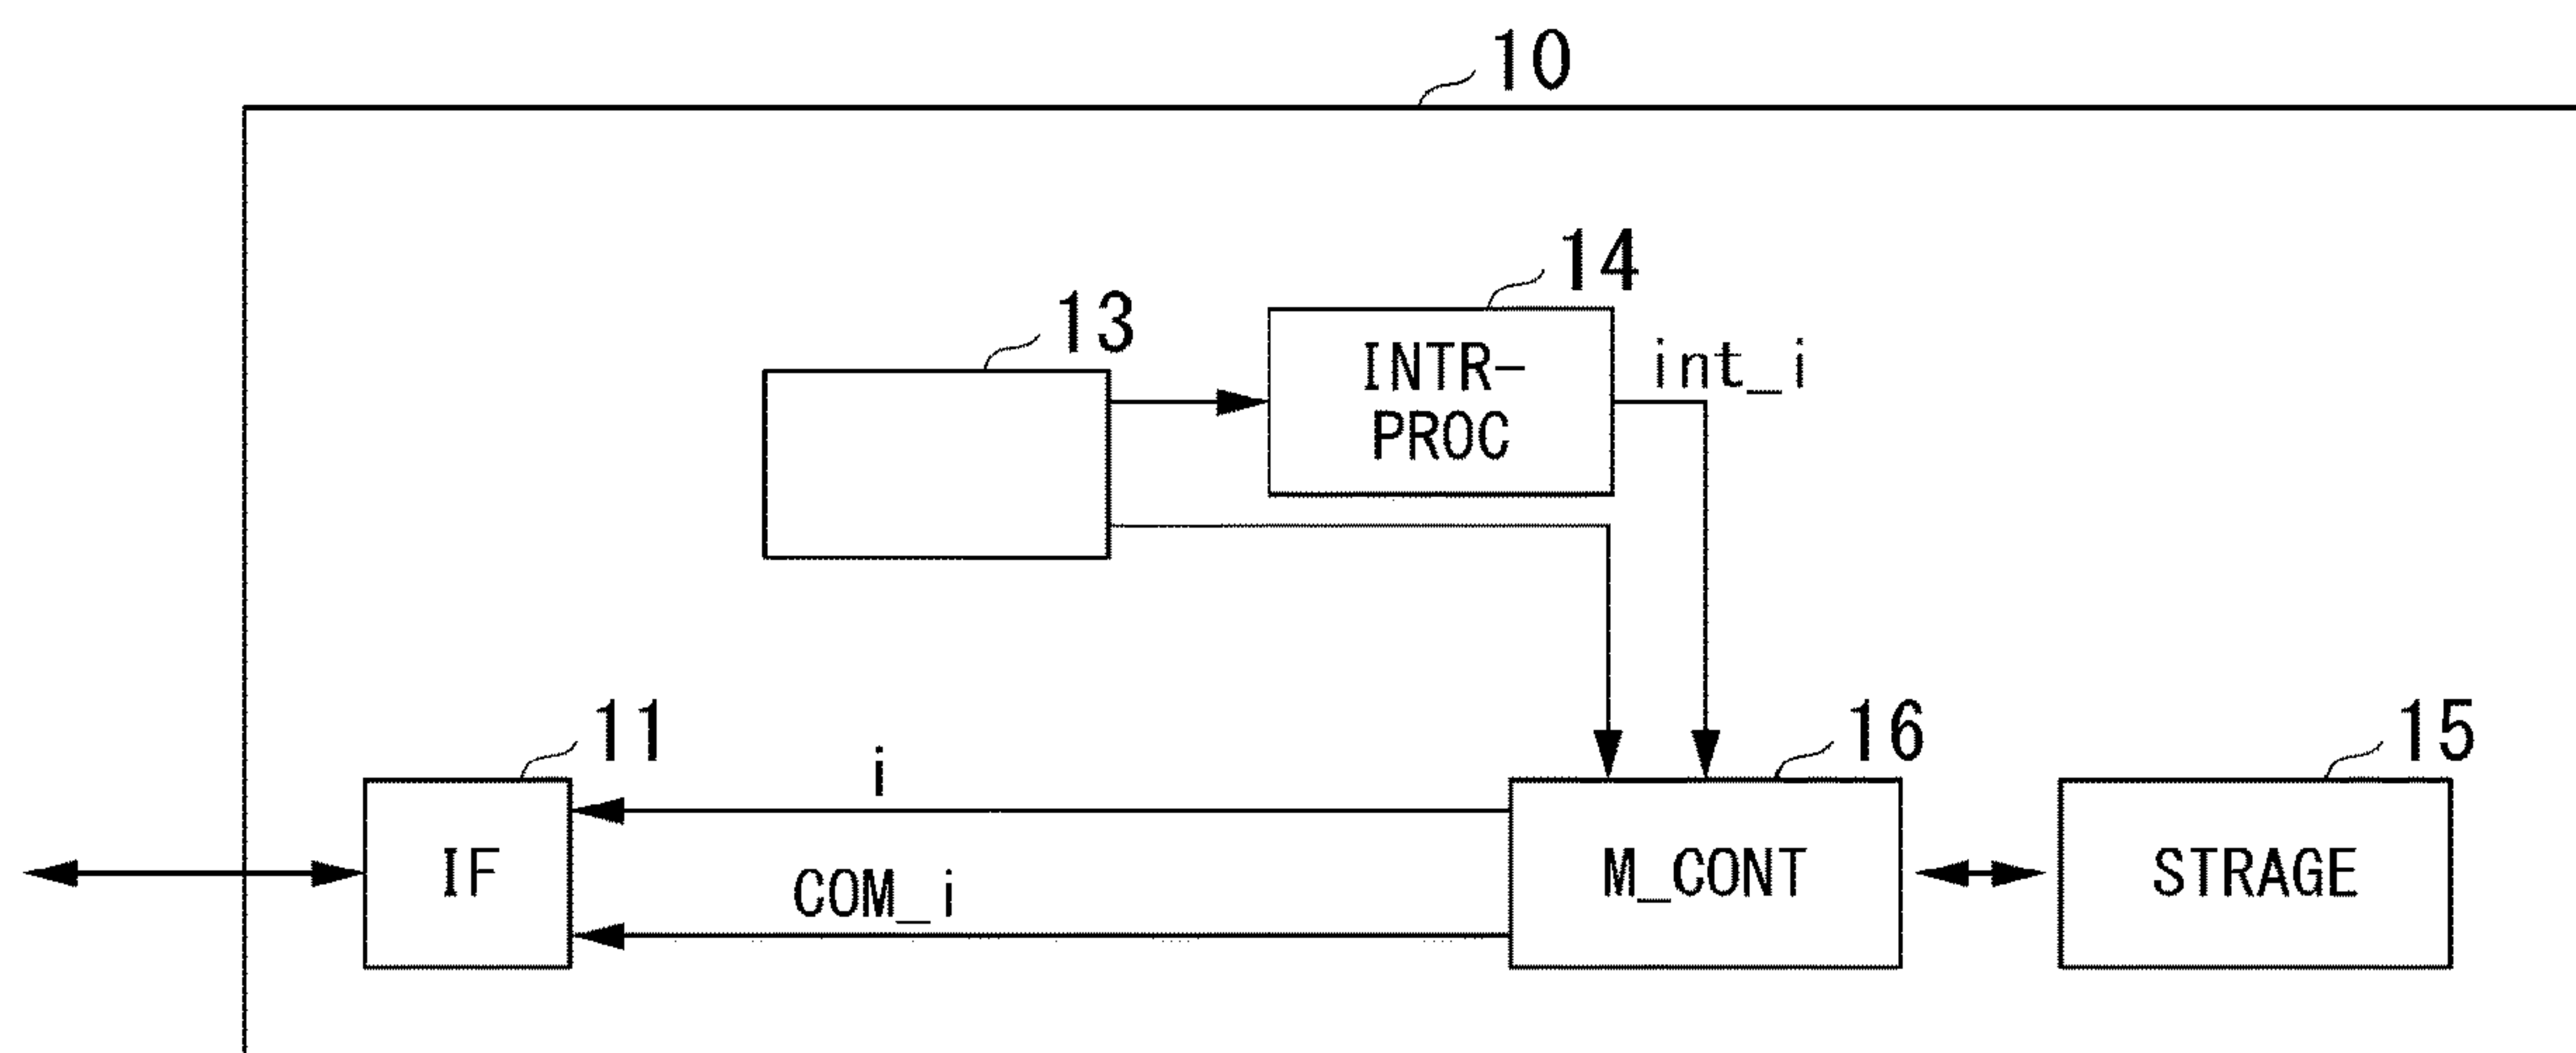 10
14
13
INTR-
PROC
int_i
11
16
15
i
IF
COM_i
M_CONT
STRAGE